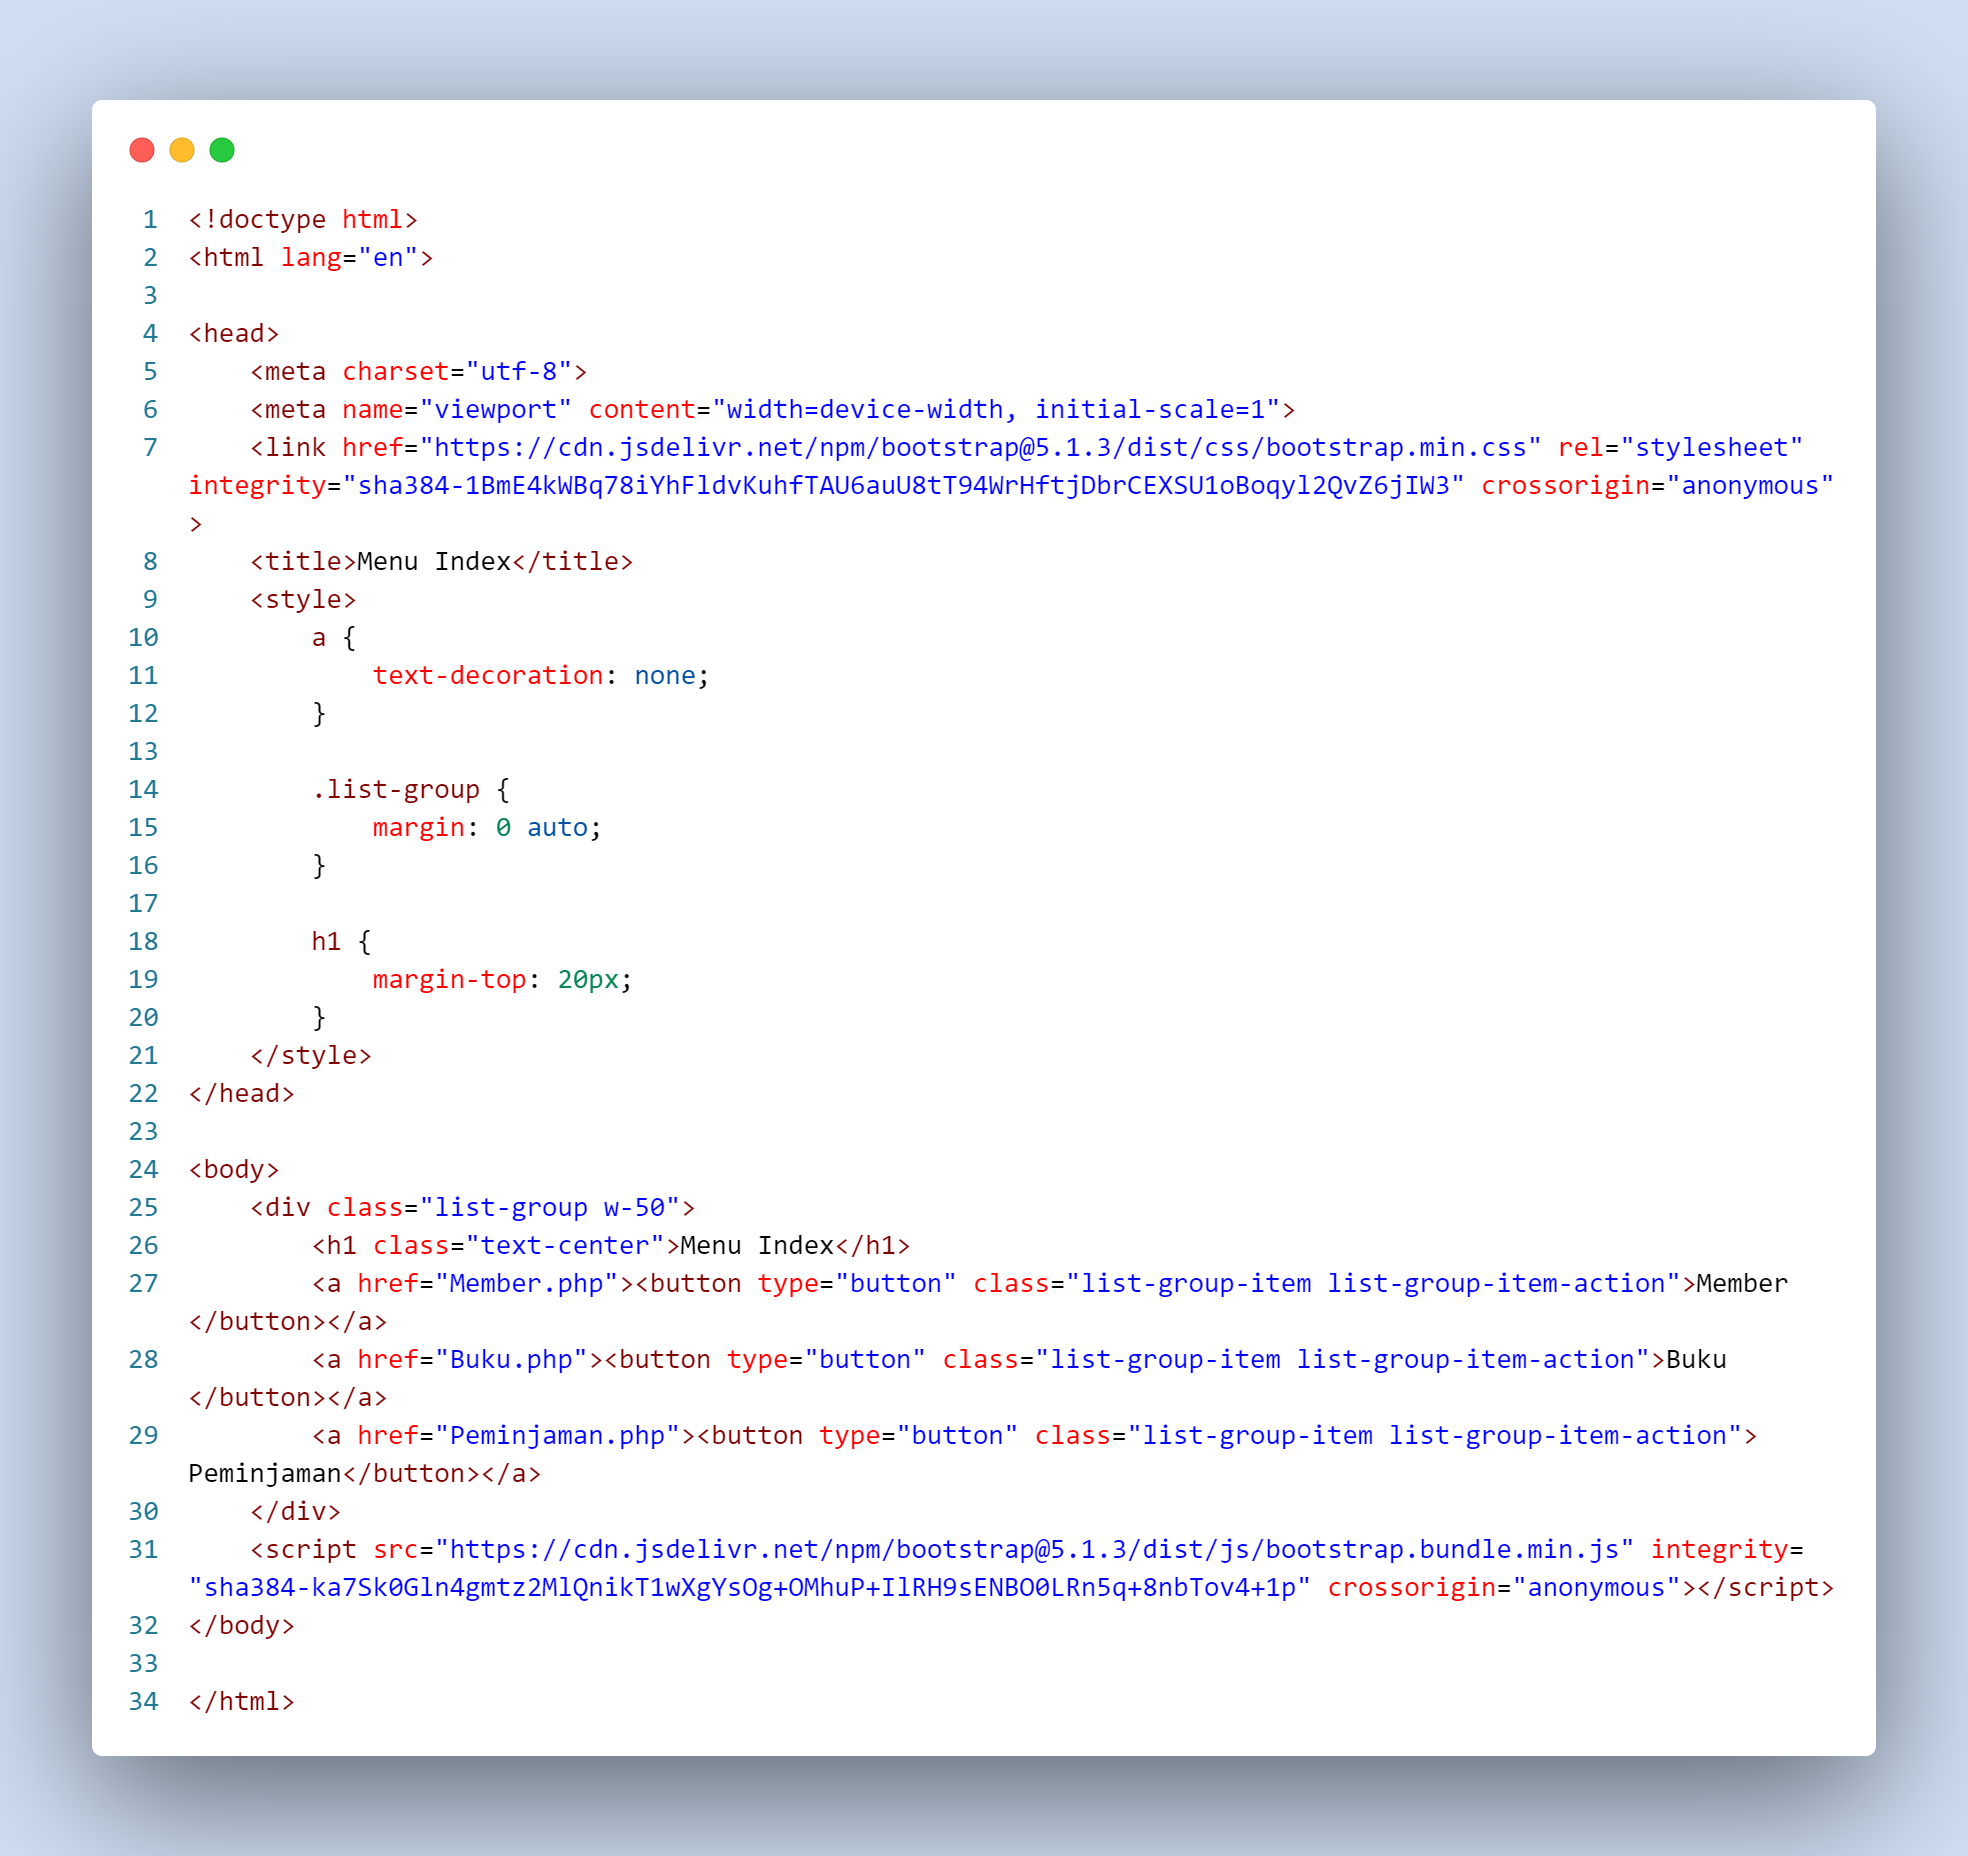 1 <!doctype html>
2 <html lang="en">
3
4 <head>
5     <meta charset="utf-8">
6     <meta name="viewport" content="width=device-width, initial-scale=1">
7     <link href="https://cdn.jsdelivr.net/npm/bootstrap@5.1.3/dist/css/bootstrap.min.css" rel="stylesheet"
integrity="sha384-1BmE4kWBq78iYhFldvKuhfTAU6auU8tT94WrHftjDbrCEXSU1oBoqyl2QvZ6jIW3" crossorigin="anonymous"
>
8     <title>Menu Index</title>
9     <style>
10         a {
11             text-decoration: none;
12         }
13
14         .list-group {
15             margin: 0 auto;
16         }
17
18         h1 {
19             margin-top: 20px;
20         }
21     </style>
22 </head>
23
24 <body>
25     <div class="list-group w-50">
26         <h1 class="text-center">Menu Index</h1>
27         <a href="Member.php"><button type="button" class="list-group-item list-group-item-action">Member
</button></a>
28         <a href="Buku.php"><button type="button" class="list-group-item list-group-item-action">Buku
</button></a>
29         <a href="Peminjaman.php"><button type="button" class="list-group-item list-group-item-action">
Peminjaman</button></a>
30     </div>
31     <script src="https://cdn.jsdelivr.net/npm/bootstrap@5.1.3/dist/js/bootstrap.bundle.min.js" integrity=
"sha384-ka7Sk0Gln4gmtz2MlQnikT1wXgYsOg+OMhuP+IlRH9sENBO0LRn5q+8nbTov4+1p" crossorigin="anonymous"></script>
32 </body>
33
34 </html>